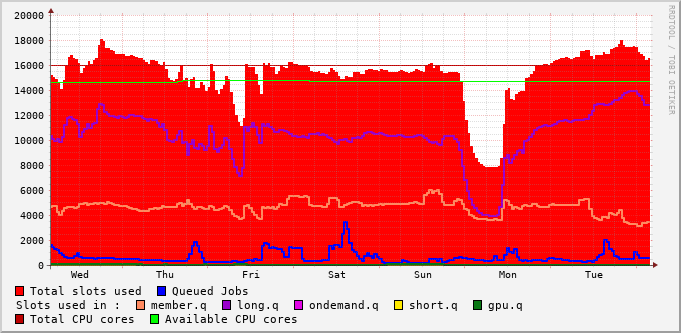 20000
18000
16000
14000
12000
10000
8000
6000
4000
2000
0
Wed Thu Fri Sat Sun Mon Tue
RRDTOOL / TOBI OETIKER
Total slots used Queued Jobs
Slots used in : member.q long.q ondemand.q short.q gpu.q
Total CPU cores Available CPU cores